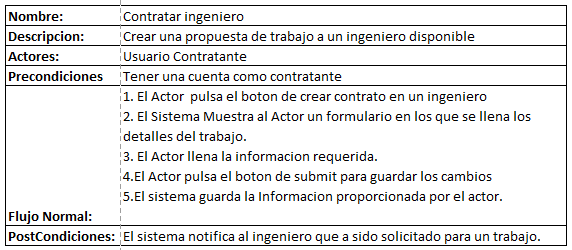 Nombre: Contratar ingeniero
Descripcion: Crear una propuesta de trabajo a un ingeniero disponible
Actores: Usuario Contratante
Precondiciones Tener una cuenta como contratante
1. El Actor  pulsa el boton de crear contrato en un ingeniero
2. El Sistema Muestra al Actor un formulario en los que se llena los
detalles del trabajo.
3. El Actor llena la informacion requerida.
4.El Actor pulsa el boton de submit para guardar los cambios
5.El sistema guarda la Informacion proporcionada por el actor.
Flujo Normal:
PostCondiciones: El sistema notifica al ingeniero que a sido solicitado para un trabajo.